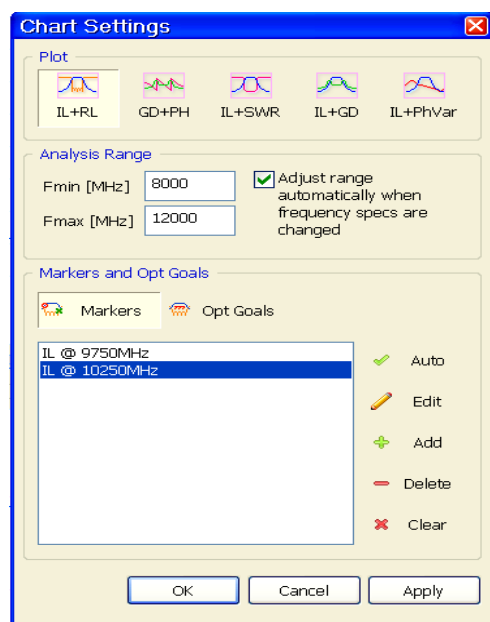 Chart Settings
Plot
IL+RL GD+PH IL+SWR IL+GD IL+PhVar
Analysis Range
Fmin [MHz] 8000
Fmax [MHz] 12000
Adjust range
automatically when
frequency specs are
changed
Markers and Opt Goals
Markers Opt Goals
IL @ 9750MHz
IL @ 10250MHz
Auto
Edit
Add
Delete
Clear
OK Cancel Apply